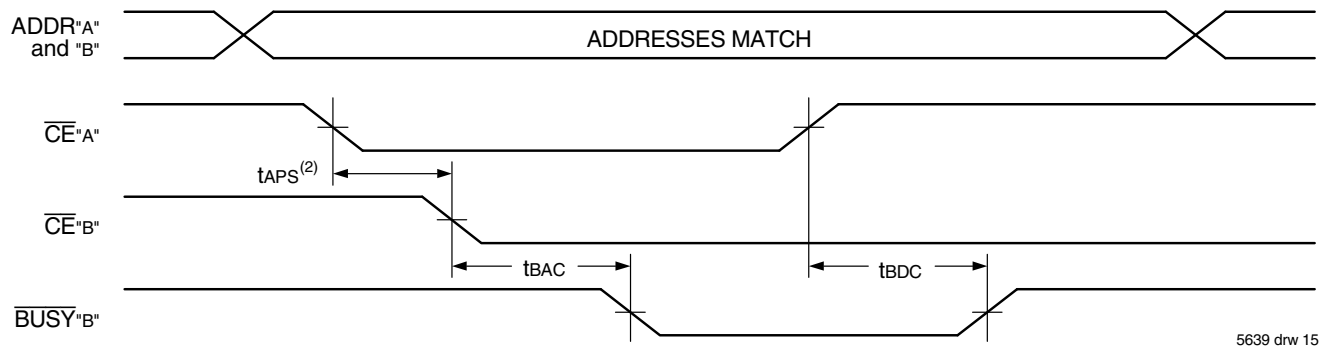 ADDR"A"
and "B"
ADDRESSES MATCH
CE"A"
tAPS(2)
CE"B"
tBAC
tBDC
BUSY"B"
5639 drw 15